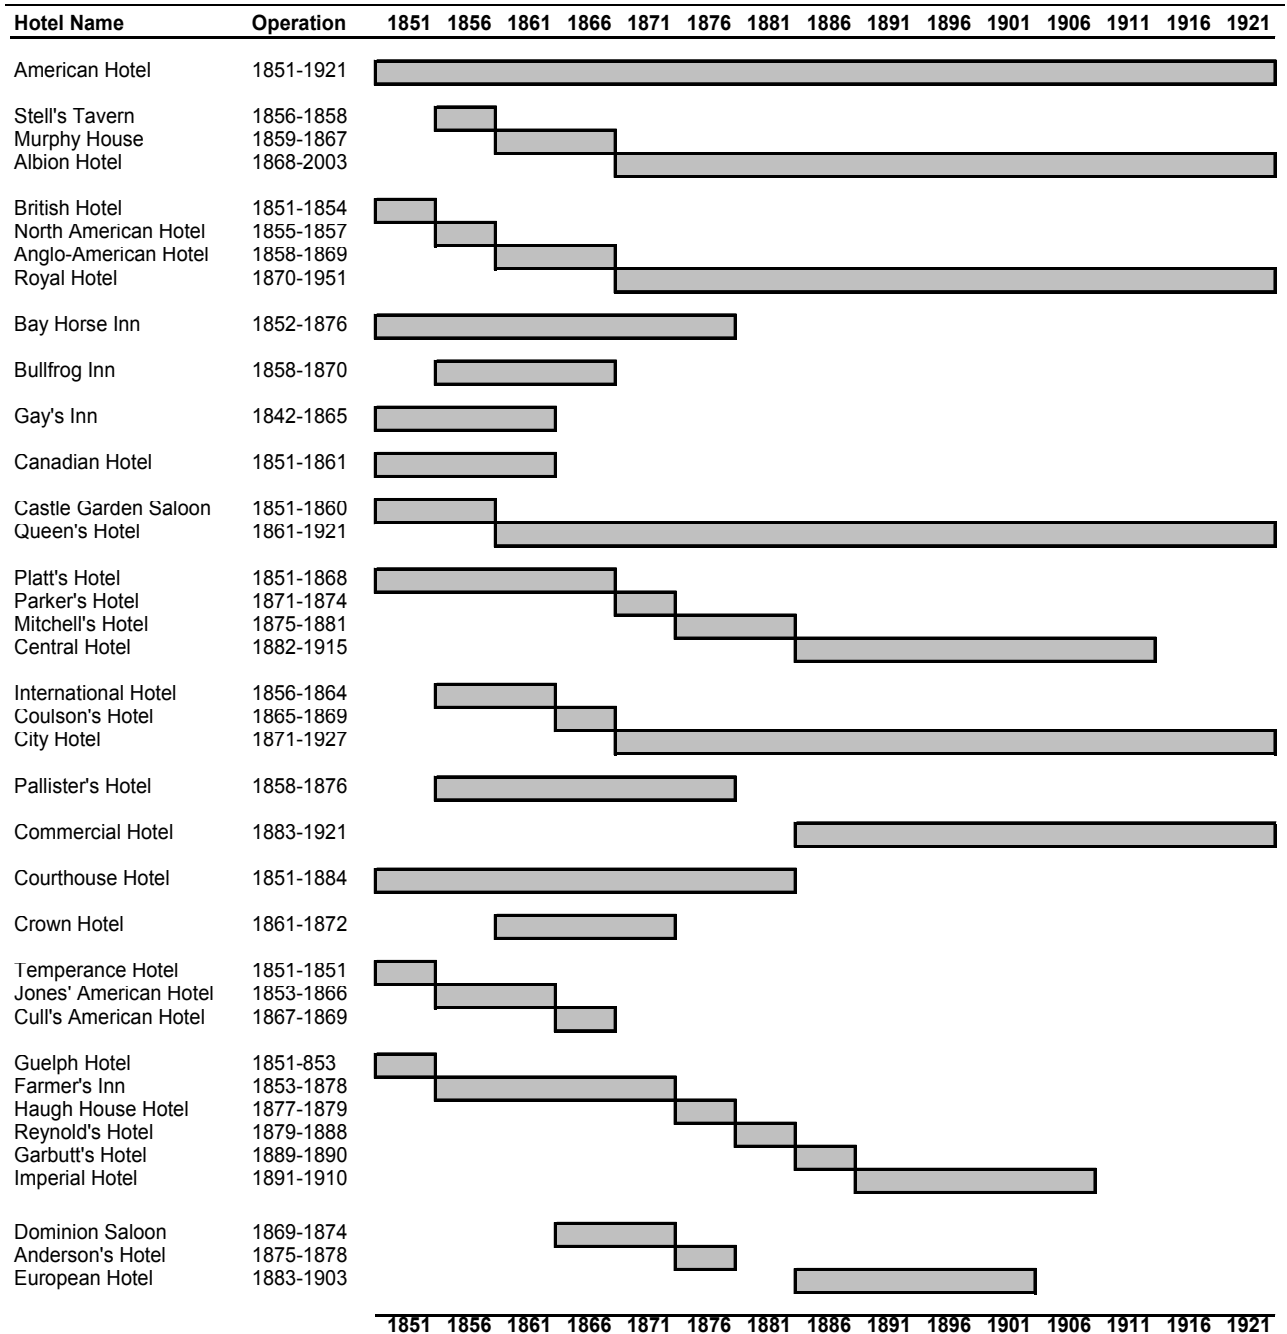 Hotel Name Operation 1851 1856 1861 1866 1871 1876 1881 1886 1891 1896 1901 1906 1911 1916 1921
American Hotel 1851-1921
Stell's Tavern 1856-1858
Murphy House 1859-1867
Albion Hotel 1868-2003
British Hotel 1851-1854
North American Hotel 1855-1857
Anglo-American Hotel 1858-1869
Royal Hotel 1870-1951
Bay Horse Inn 1852-1876
Bullfrog Inn 1858-1870
Gay's Inn 1842-1865
Canadian Hotel 1851-1861
Castle Garden Saloon 1851-1860
Queen's Hotel 1861-1921
Platt's Hotel 1851-1868
Parker's Hotel 1871-1874
Mitchell's Hotel 1875-1881
Central Hotel 1882-1915
International Hotel 1856-1864
Coulson's Hotel 1865-1869
City Hotel 1871-1927
Pallister's Hotel 1858-1876
Commercial Hotel 1883-1921
Courthouse Hotel 1851-1884
Crown Hotel 1861-1872
Temperance Hotel 1851-1851
Jones' American Hotel 1853-1866
Cull's American Hotel 1867-1869
Guelph Hotel 1851-853
Farmer's Inn 1853-1878
Haugh House Hotel 1877-1879
Reynold's Hotel 1879-1888
Garbutt's Hotel 1889-1890
Imperial Hotel 1891-1910
Dominion Saloon 1869-1874
Anderson's Hotel 1875-1878
European Hotel 1883-1903
1851 1856 1861 1866 1871 1876 1881 1886 1891 1896 1901 1906 1911 1916 1921